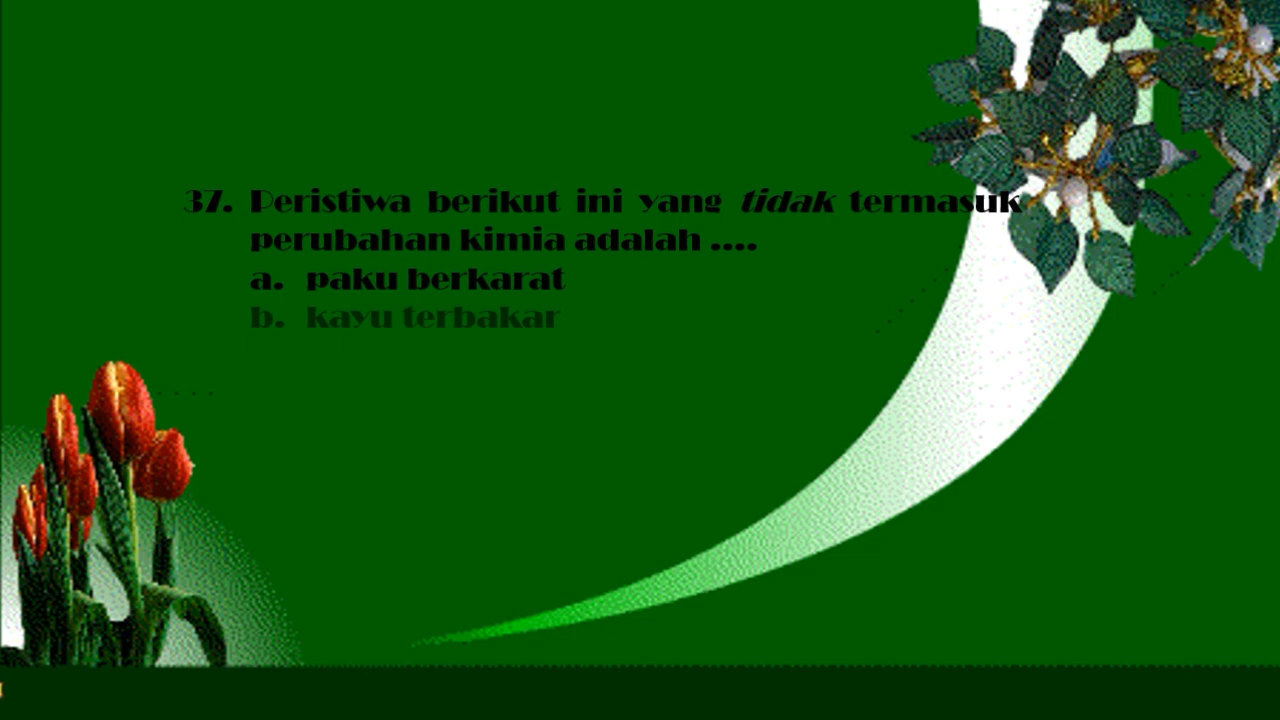 37. Peristiwa berikut ini yang tidak termasuk
perubahan kimia adalah ....
a. paku berkarat
b. kayu terbakar